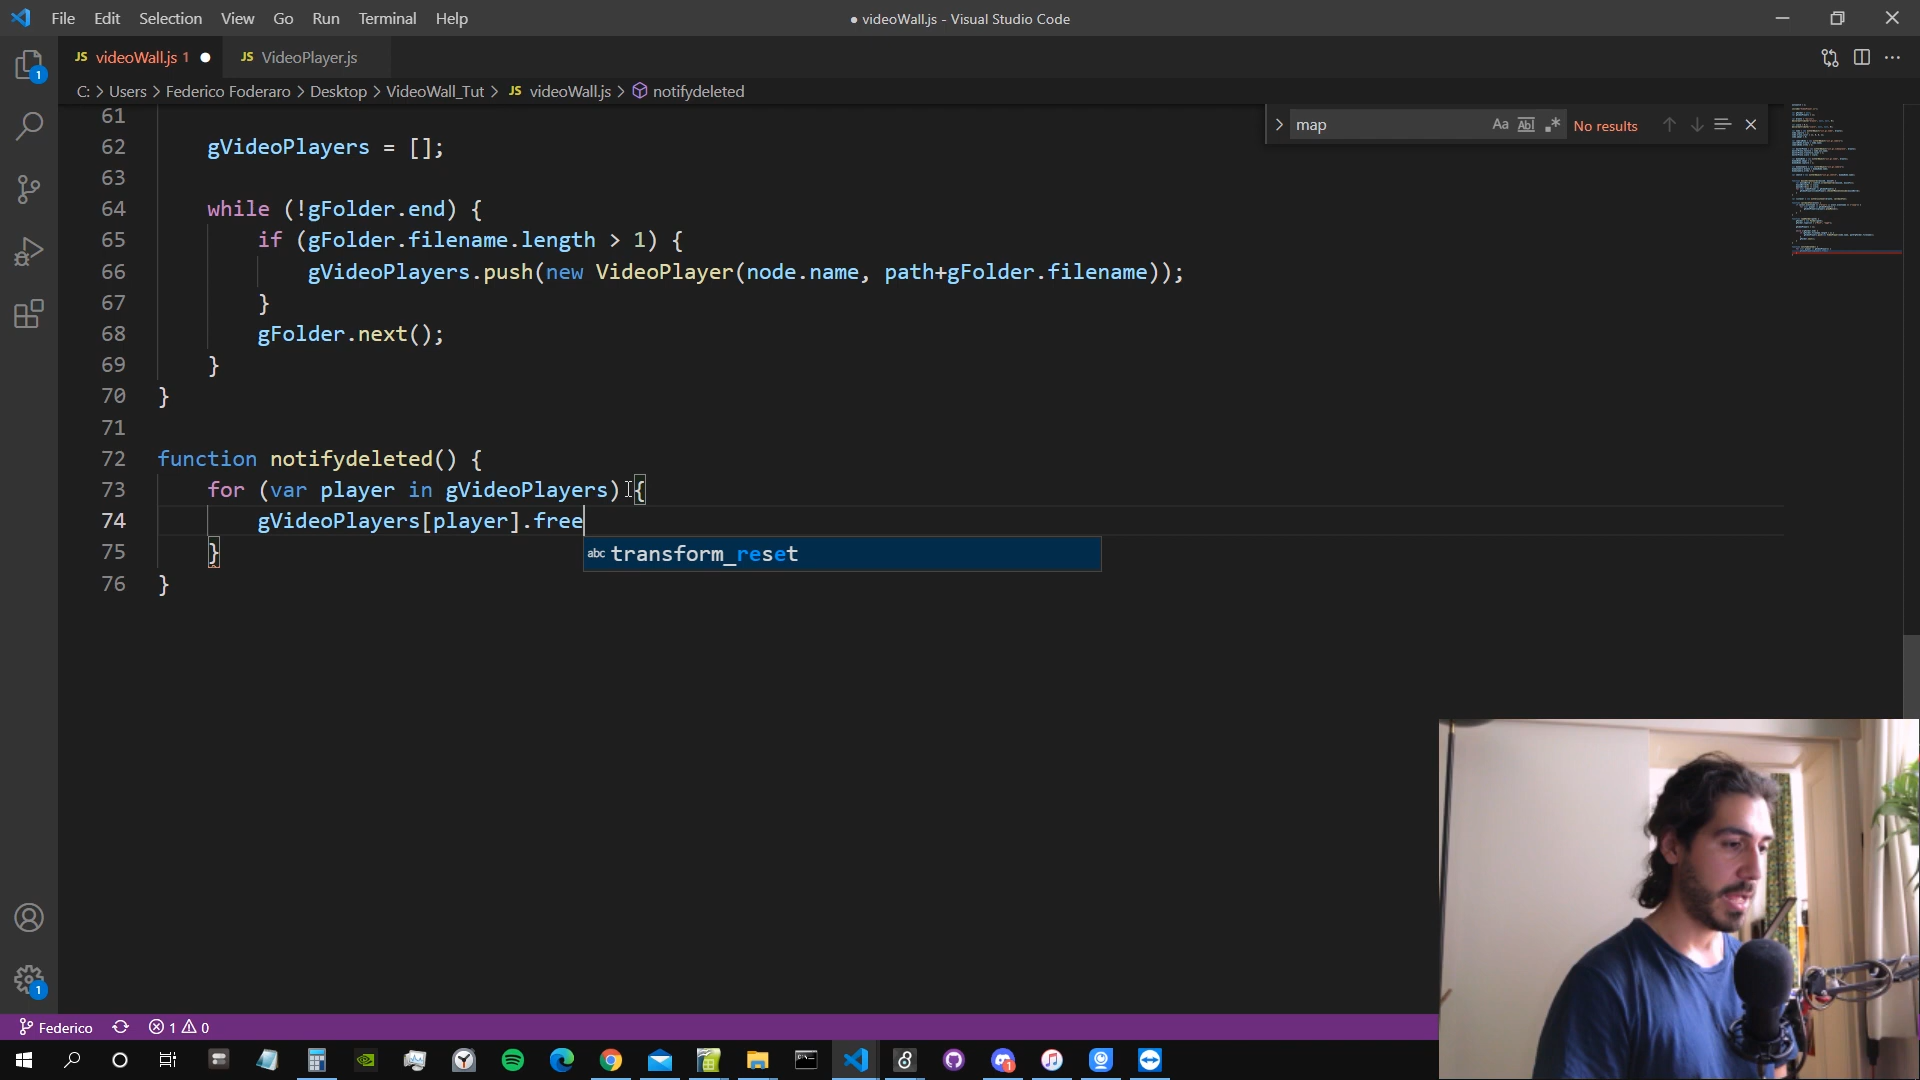 File Edit Selection View Go Run Terminal Help
● videoWall.js - Visual Studio Code
JS videoWall.js 1 ●
JS VideoPlayer.js
C: > Users > Federico Foderaro > Desktop > VideoWall_Tut > JS videoWall.js > notifydeleted
map
Aa Abl .* No results
61
62 gVideoPlayers = [];
63
64 while (!gFolder.end) {
65 if (gFolder.filename.length > 1) {
66 gVideoPlayers.push(new VideoPlayer(node.name, path+gFolder.filename));
67 }
68 gFolder.next();
69 }
70 }
71
72 function notifydeleted() {
73 for (var player in gVideoPlayers) {
74 gVideoPlayers[player].free
75 }
76 }
abc transform_reset
1
1
Federico
1 0